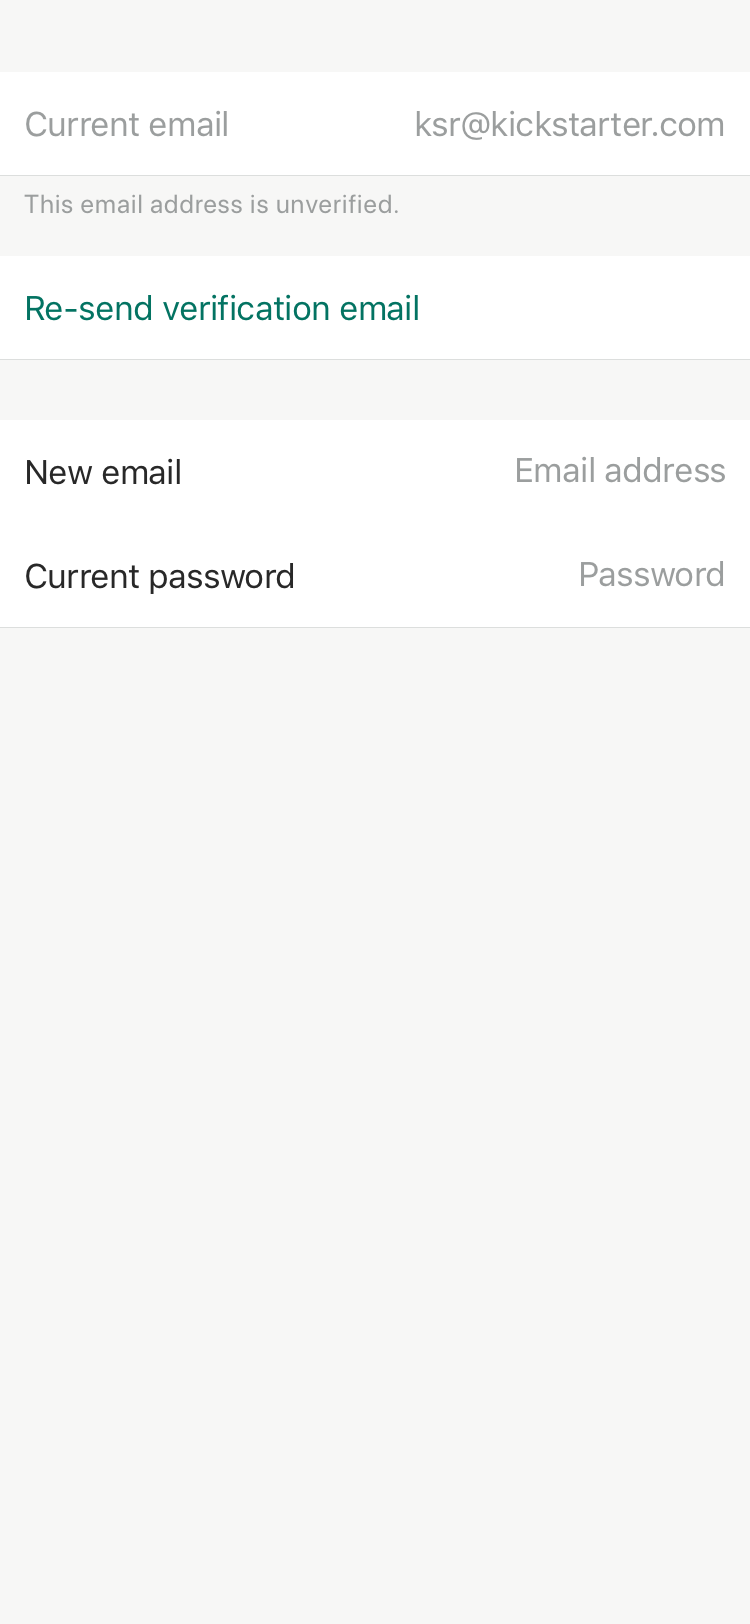 Current email ksr@kickstarter.com
This email address is unverified.
Re-send verification email
New email Email address
Current password Password